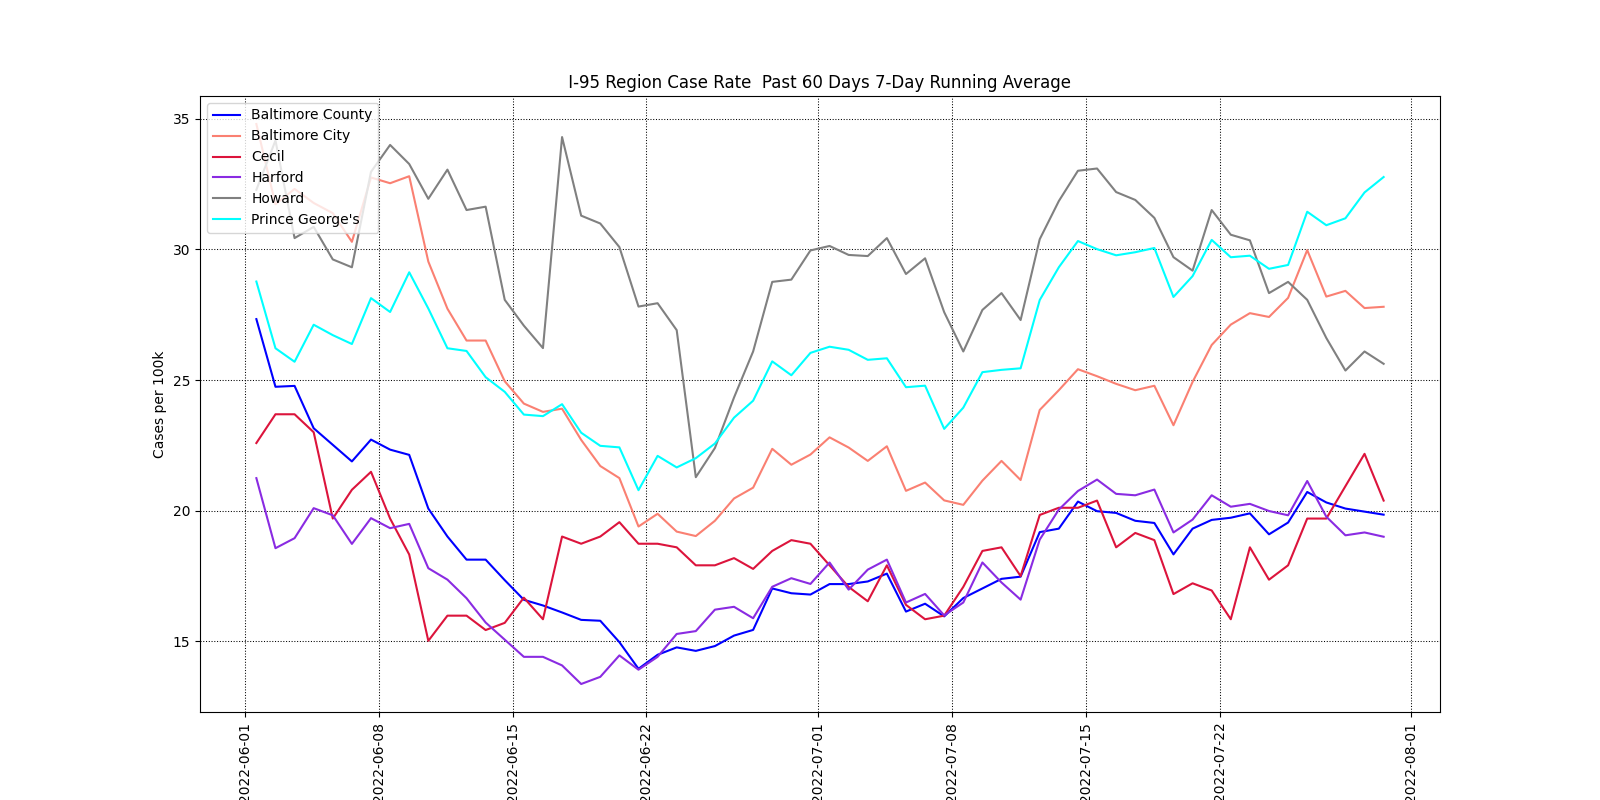 I-95 Region Case Rate  Past 60 Days 7-Day Running Average
Baltimore County
Baltimore City
Cecil
Harford
Howard
Prince George's
Cases per 100k
35
30
25
20
15
2022-06-01
2022-06-08
2022-06-15
2022-06-22
2022-07-01
2022-07-08
2022-07-15
2022-07-22
2022-08-01